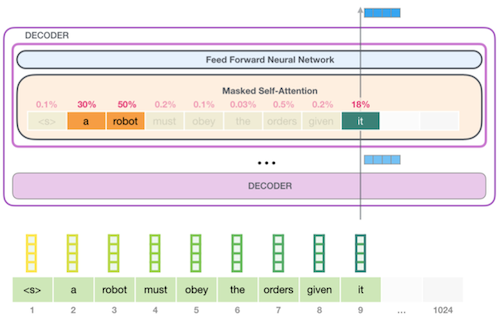 DECODER
Feed Forward Neural Network
Masked Self-Attention
0.1% 30% 50% 0.2% 0.1% 0.03% 0.5% 0.2% 18%
<s> a robot must obey the orders given it
...
DECODER
<s> a robot must obey the orders given it
1 2 3 4 5 6 7 8 9 ... 1024